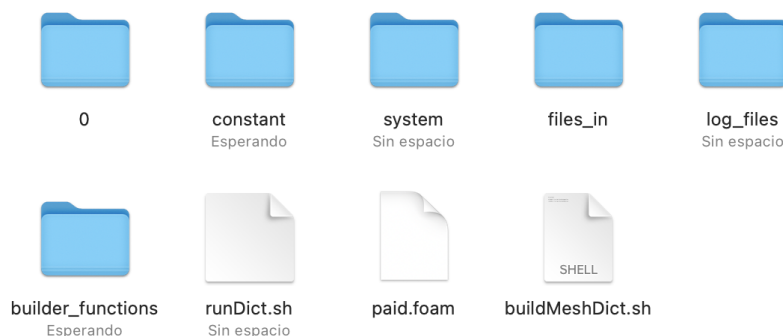 0
constant
system
files_in
log_files
Esperando
Sin espacio
Sin espacio
SHELL
builder_functions
runDict.sh
paid.foam
buildMeshDict.sh
Esperando
Sin espacio